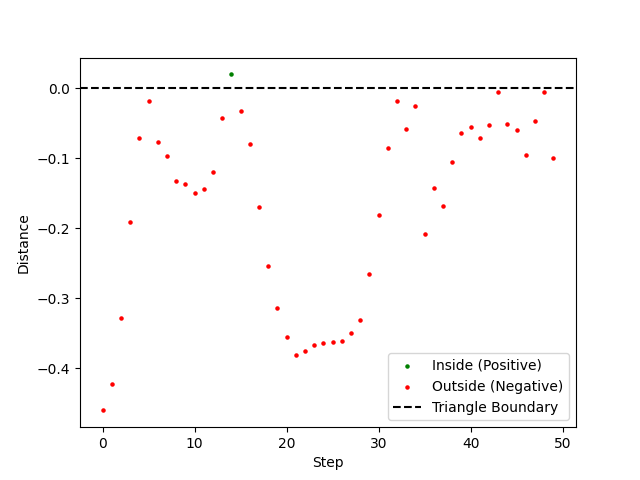 0.0
−0.1
−0.2
−0.3
−0.4
Distance
0 10 20 30 40 50
Step
Inside (Positive)
Outside (Negative)
Triangle Boundary